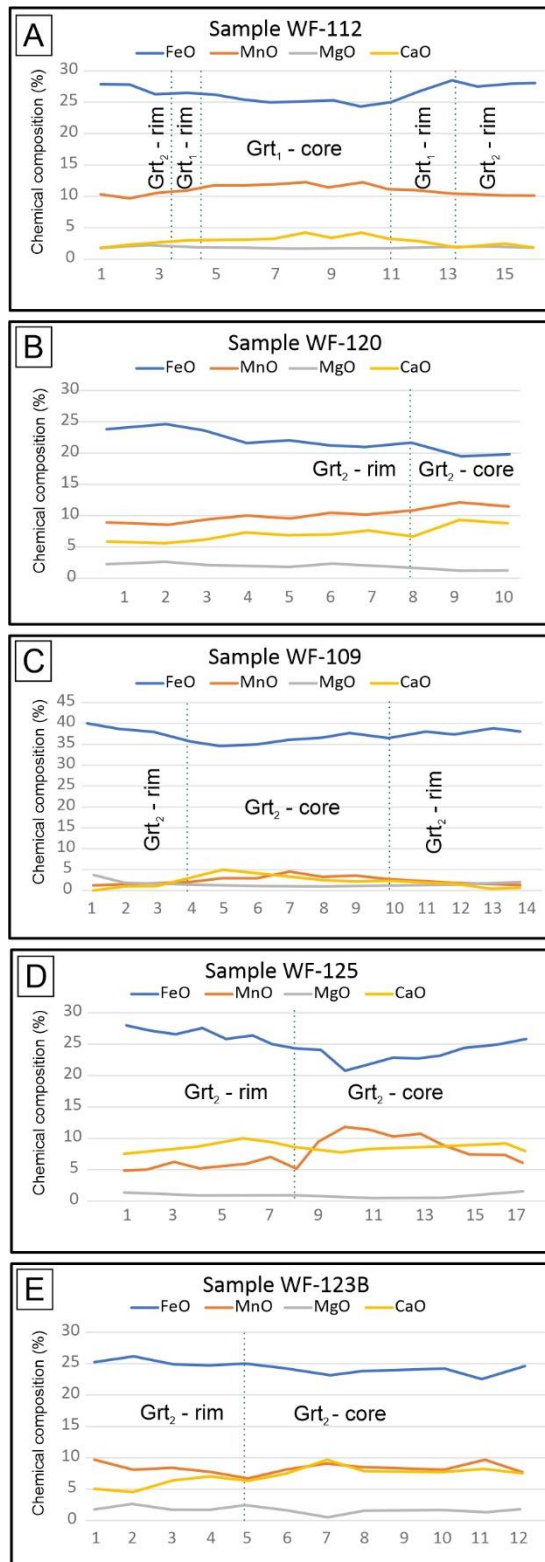 A
Sample WF-112
FeO MnO MgO CaO
Chemical composition (%)
30
25
20
15
10
5
0
Grt₂ - rim
Grt₁ - rim
Grt₁ - core
Grt₁ - rim
Grt₂ - rim
1 3 5 7 9 11 13 15
B
Sample WF-120
FeO MnO MgO CaO
Chemical composition (%)
30
25
20
15
10
5
0
Grt₂ - rim Grt₂ - core
1 2 3 4 5 6 7 8 9 10
C
Sample WF-109
FeO MnO MgO CaO
Chemical composition (%)
45
40
35
30
25
20
15
10
5
0
Grt₂ - rim
Grt₂ - core
Grt₂ - rim
1 2 3 4 5 6 7 8 9 10 11 12 13 14
D
Sample WF-125
FeO MnO MgO CaO
Chemical composition (%)
30
25
20
15
10
5
0
Grt₂ - rim Grt₂ - core
1 3 5 7 9 11 13 15 17
E
Sample WF-123B
FeO MnO MgO CaO
Chemical composition (%)
30
25
20
15
10
5
0
Grt₂ - rim Grt₂ - core
1 2 3 4 5 6 7 8 9 10 11 12